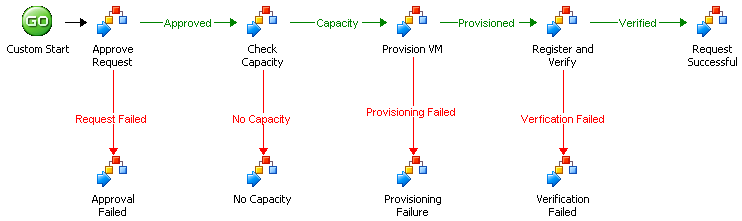 GO
Approved
Capacity
Provisioned
Verified
Custom Start
Approve
Request
Check
Capacity
Provision VM
Register and
Verify
Request
Successful
Request Failed
No Capacity
Provisioning Failed
Verfication Failed
Approval
Failed
No Capacity
Provisioning
Failure
Verification
Failed